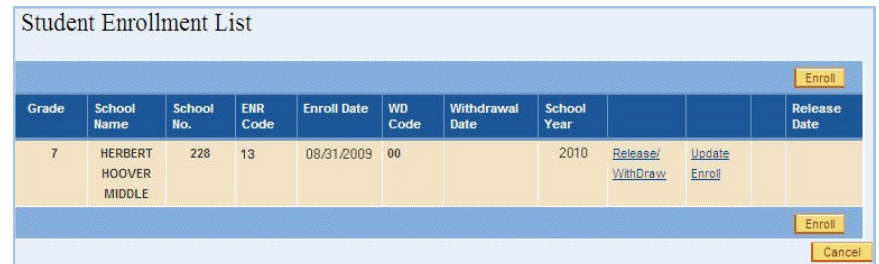 Student Enrollment List
Enroll
Grade School Name School No. ENR Code Enroll Date WD Code Withdrawal Date School Year Release Date
7 HERBERT HOOVER MIDDLE 228 13 08/31/2009 00 2010 Release/ WithDraw Update Enroll
Enroll
Cancel